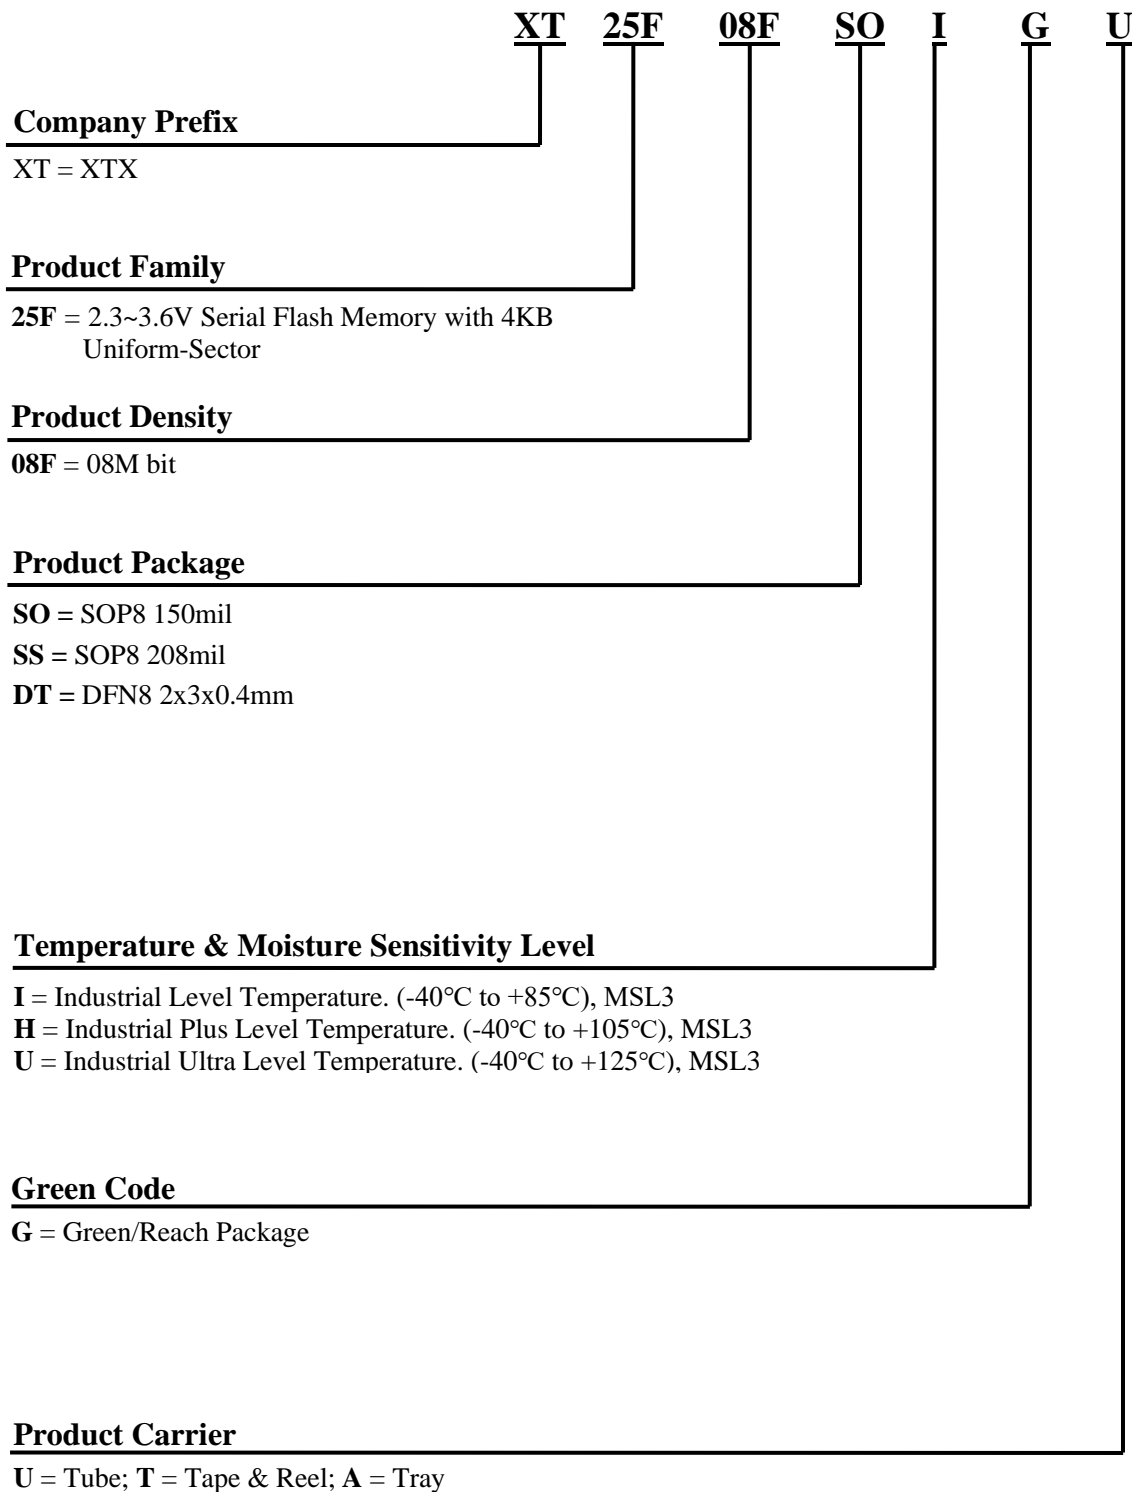 XT 25F 08F SO I G U
Company Prefix
XT = XTX
Product Family
25F = 2.3~3.6V Serial Flash Memory with 4KB
Uniform-Sector
Product Density
08F = 08M bit
Product Package
SO = SOP8 150mil
SS = SOP8 208mil
DT = DFN8 2x3x0.4mm
Temperature & Moisture Sensitivity Level
I = Industrial Level Temperature. (-40℃ to +85℃), MSL3
H = Industrial Plus Level Temperature. (-40℃ to +105℃), MSL3
U = Industrial Ultra Level Temperature. (-40℃ to +125℃), MSL3
Green Code
G = Green/Reach Package
Product Carrier
U = Tube; T = Tape & Reel; A = Tray